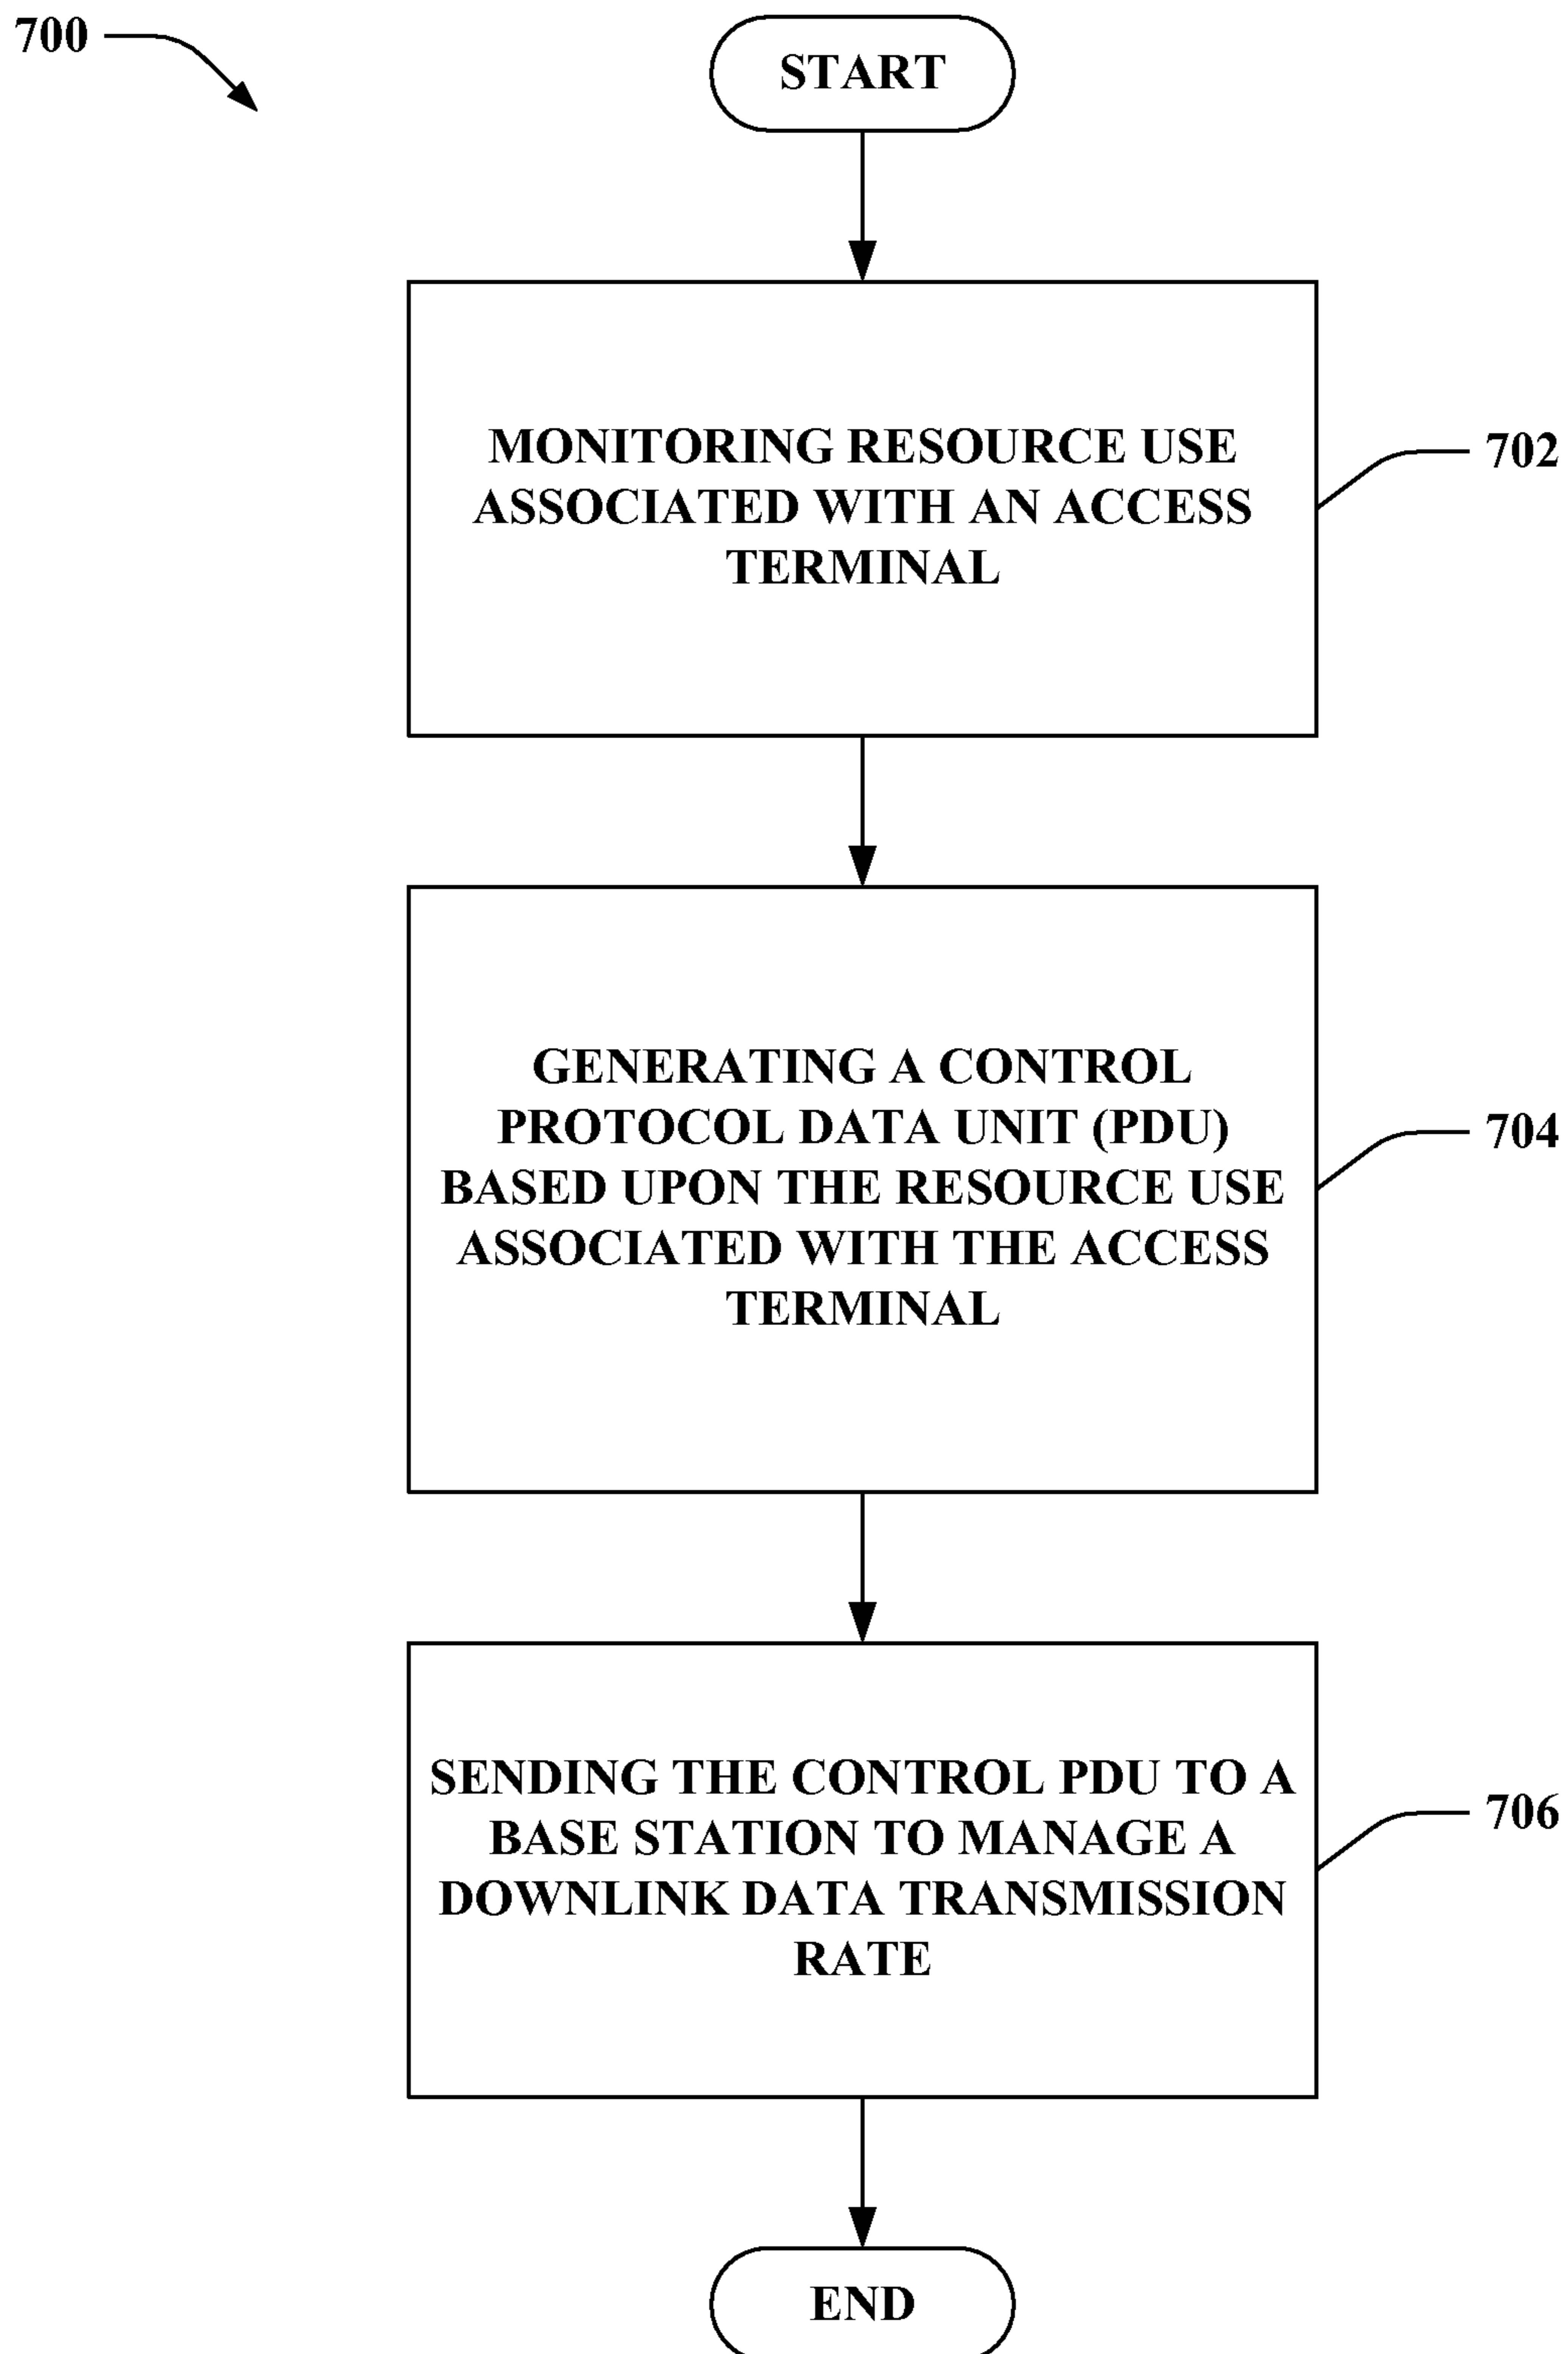 700
START
MONITORING RESOURCE USE
ASSOCIATED WITH AN ACCESS
TERMINAL
702
GENERATING A CONTROL
PROTOCOL DATA UNIT (PDU)
BASED UPON THE RESOURCE USE
ASSOCIATED WITH THE ACCESS
TERMINAL
704
SENDING THE CONTROL PDU TO A
BASE STATION TO MANAGE A
DOWNLINK DATA TRANSMISSION
RATE
706
END